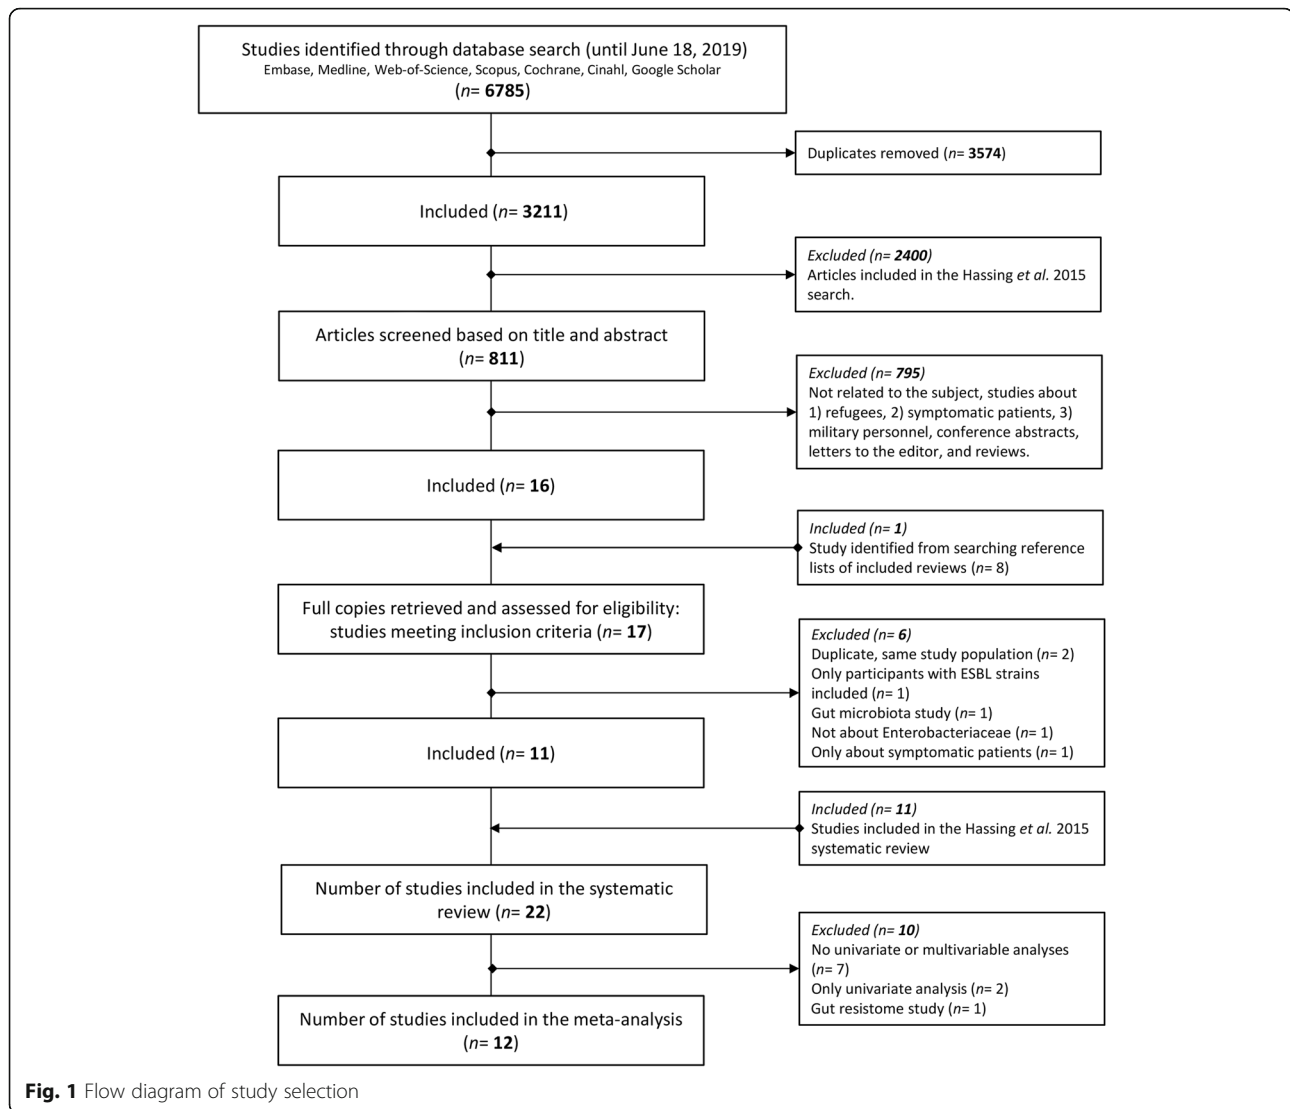 Studies identified through database search (until June 18, 2019)
Embase, Medline, Web-of-Science, Scopus, Cochrane, Cinahl, Google Scholar
(n= 6785)
Duplicates removed (n= 3574)
Included (n= 3211)
Excluded (n= 2400)
Articles included in the Hassing et al. 2015
search.
Articles screened based on title and abstract
(n= 811)
Excluded (n= 795)
Not related to the subject, studies about
1) refugees, 2) symptomatic patients, 3)
military personnel, conference abstracts,
letters to the editor, and reviews.
Included (n= 16)
Included (n= 1)
Study identified from searching reference
lists of included reviews (n= 8)
Full copies retrieved and assessed for eligibility:
studies meeting inclusion criteria (n= 17)
Excluded (n= 6)
Duplicate, same study population (n= 2)
Only participants with ESBL strains
included (n= 1)
Gut microbiota study (n= 1)
Not about Enterobacteriaceae (n= 1)
Only about symptomatic patients (n= 1)
Included (n= 11)
Included (n= 11)
Studies included in the Hassing et al. 2015
systematic review
Number of studies included in the systematic
review (n= 22)
Excluded (n= 10)
No univariate or multivariable analyses
(n= 7)
Only univariate analysis (n= 2)
Gut resistome study (n= 1)
Number of studies included in the meta-analysis
(n= 12)
Fig. 1 Flow diagram of study selection